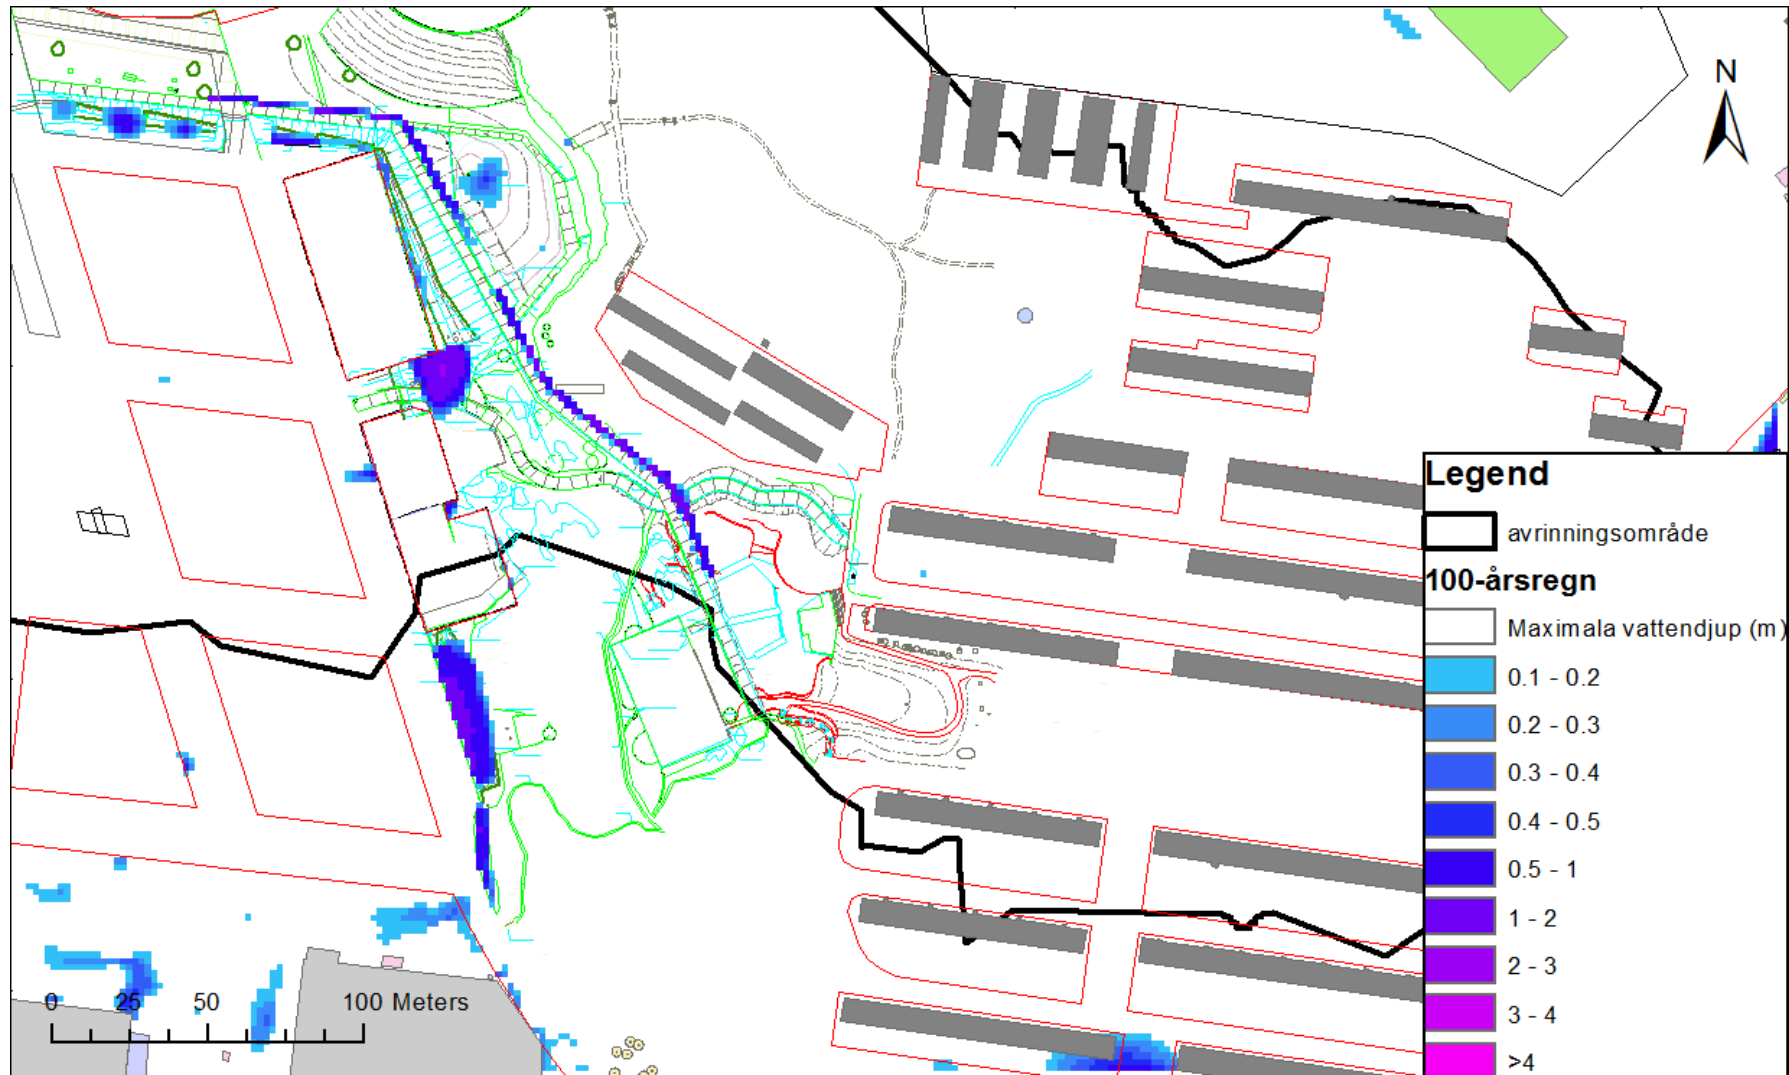 N
Legend
avrinningsområde
100-årsregn
Maximala vattendjup (m)
0.1 - 0.2
0.2 - 0.3
0.3 - 0.4
0.4 - 0.5
0.5 - 1
1 - 2
2 - 3
3 - 4
>4
0 25 50 100 Meters